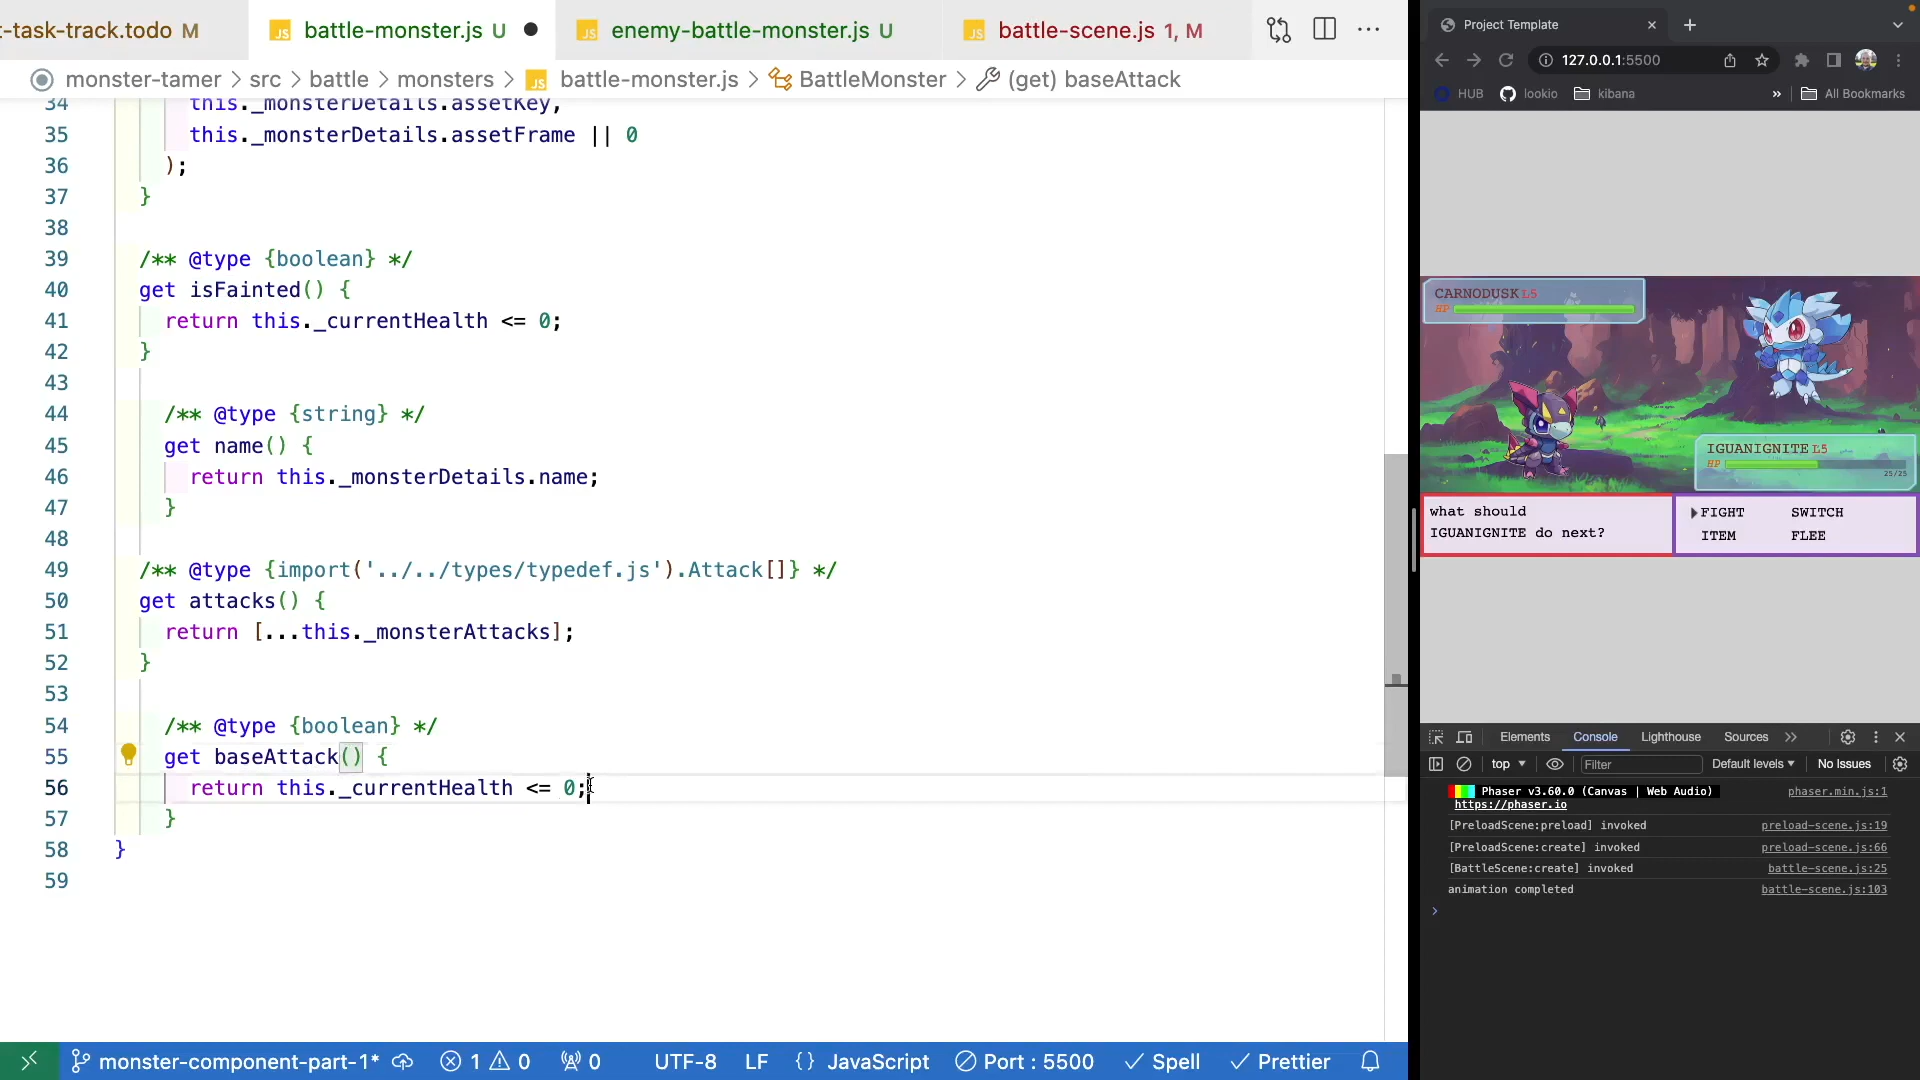 -task-track.todo M
battle-monster.js U
enemy-battle-monster.js U
battle-scene.js 1, M
monster-tamer > src > battle > monsters > JS battle-monster.js > BattleMonster > (get) baseAttack
34 this._monsterDetails.assetKey,
35 this._monsterDetails.assetFrame || 0
36 );
37 }
38
39 /** @type {boolean} */
40 get isFainted() {
41 return this._currentHealth <= 0;
42 }
43
44 /** @type {string} */
45 get name() {
46 return this._monsterDetails.name;
47 }
48
49 /** @type {import('../../types/typedef.js').Attack[]} */
50 get attacks() {
51 return [...this._monsterAttacks];
52 }
53
54 /** @type {boolean} */
55 get baseAttack() {
56 return this._currentHealth <= 0;
57 }
58 }
59
monster-component-part-1* 1 0 0 UTF-8 LF {} JavaScript Port : 5500 Spell Prettier
Project Template
127.0.0.1:5500
HUB lookio kibana » All Bookmarks
CARNODUSK L5
HP
IGUANIGNITE L5
HP
25/25
what should
IGUANIGNITE do next?
FIGHT SWITCH
ITEM FLEE
Elements Console Lighthouse Sources
top Filter Default levels No Issues
Phaser v3.60.0 (Canvas | Web Audio) phaser.min.js:1
https://phaser.io
[PreloadScene:preload] invoked preload-scene.js:19
[PreloadScene:create] invoked preload-scene.js:66
[BattleScene:create] invoked battle-scene.js:25
animation completed battle-scene.js:103